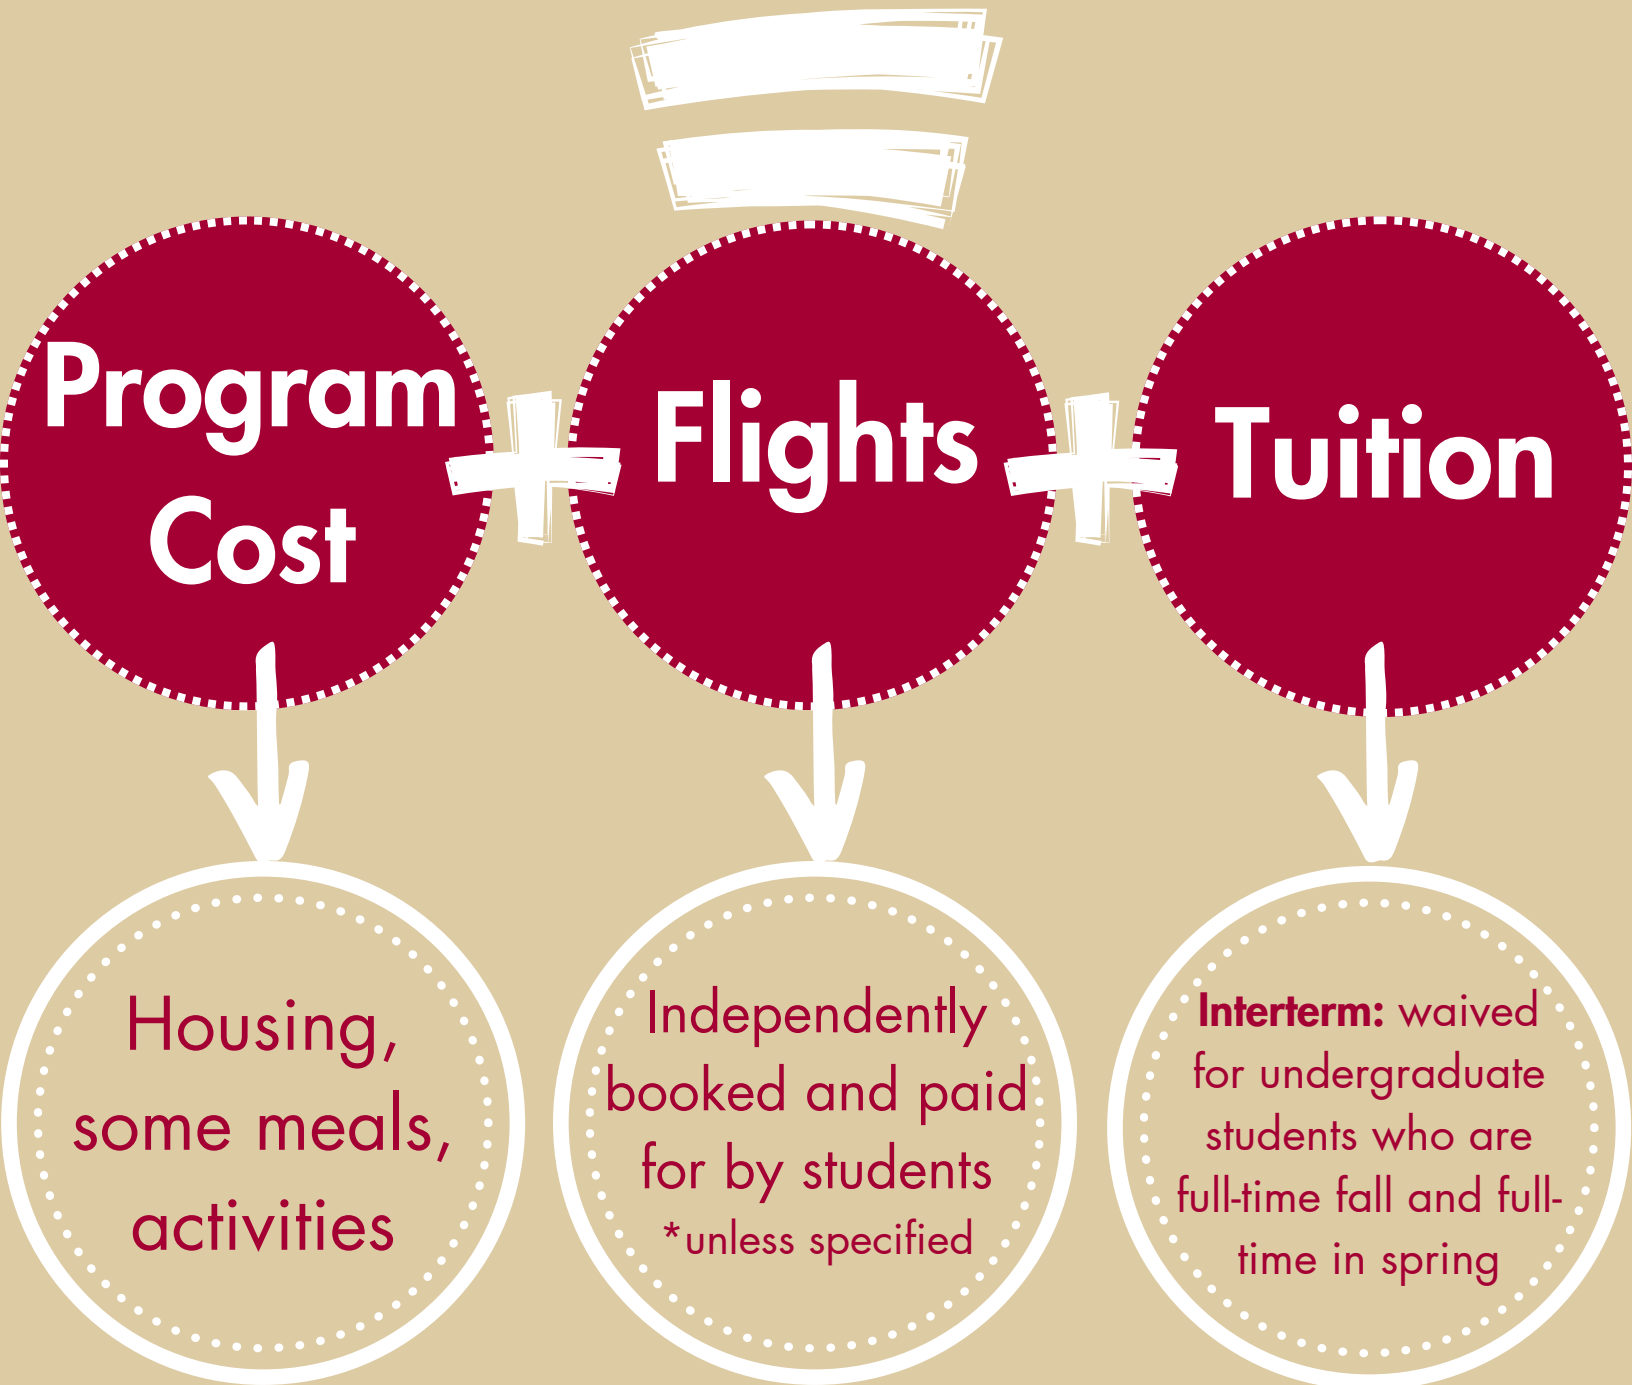 =
Program
Cost
+
Flights
+
Tuition
Housing,
some meals,
activities
Independently
booked and paid
for by students
*unless specified
Interterm: waived
for undergraduate
students who are
full-time fall and full-
time in spring